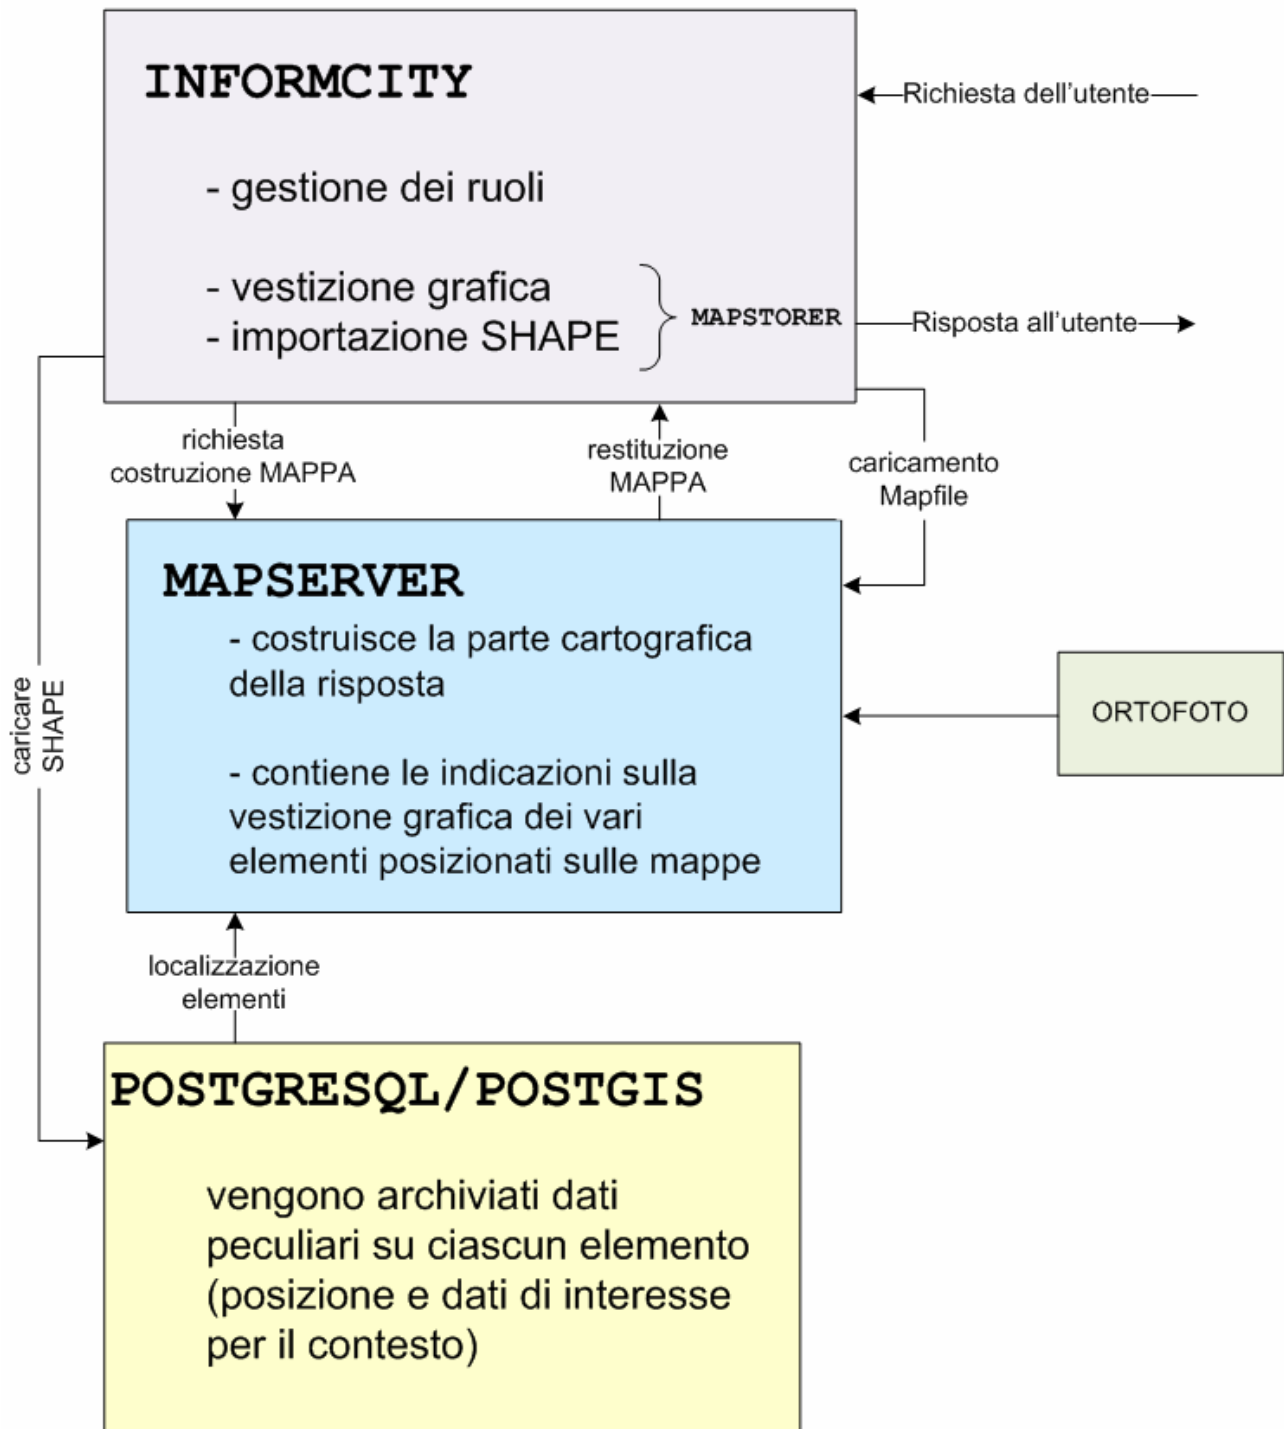 INFORMCITY
- gestione dei ruoli
- vestizione grafica
- importazione SHAPE
MAPSTORER
Richiesta dell'utente
Risposta all'utente
richiesta
costruzione MAPPA
restituzione
MAPPA
caricamento
Mapfile
MAPSERVER
- costruisce la parte cartografica
della risposta
- contiene le indicazioni sulla
vestizione grafica dei vari
elementi posizionati sulle mappe
ORTOFOTO
caricare
SHAPE
localizzazione
elementi
POSTGRESQL/POSTGIS
vengono archiviati dati
peculiari su ciascun elemento
(posizione e dati di interesse
per il contesto)